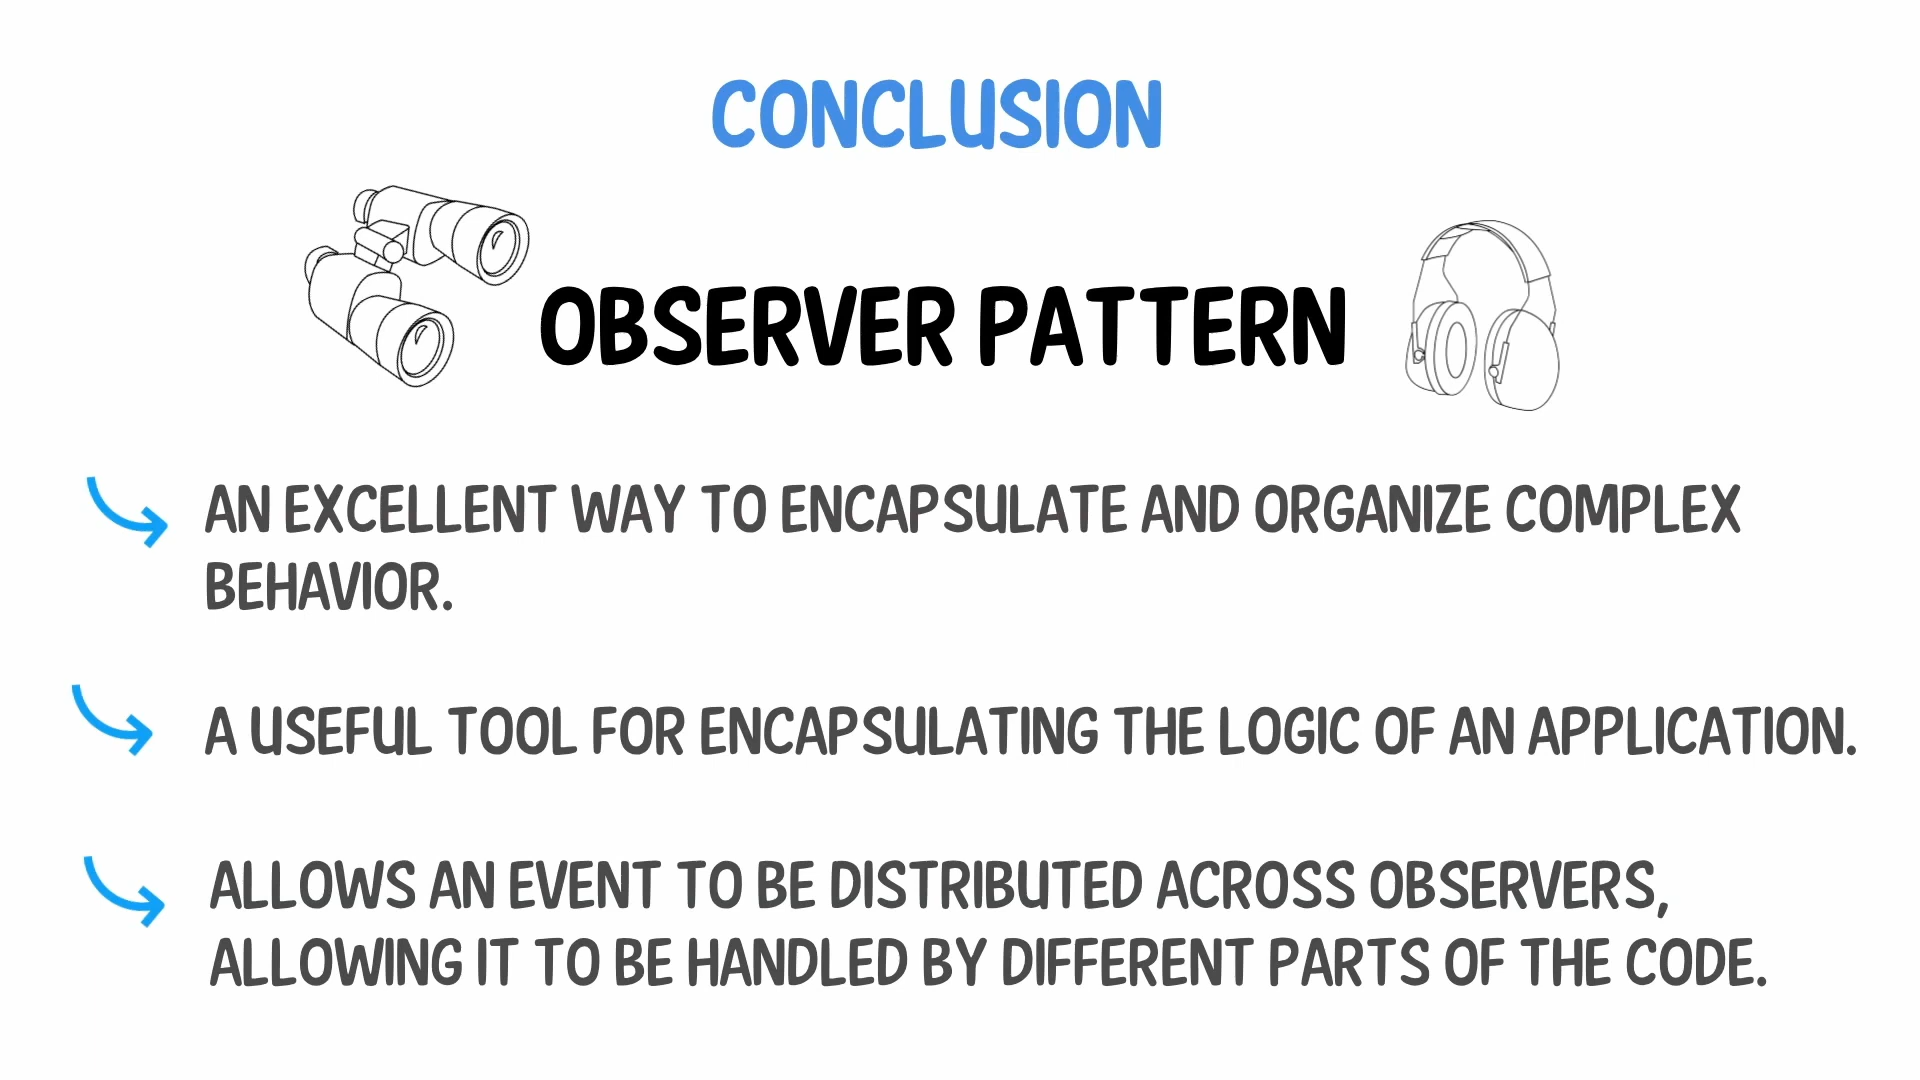 CONCLUSION
OBSERVER PATTERN
AN EXCELLENT WAY TO ENCAPSULATE AND ORGANIZE COMPLEX
BEHAVIOR.
A USEFUL TOOL FOR ENCAPSULATING THE LOGIC OF AN APPLICATION.
ALLOWS AN EVENT TO BE DISTRIBUTED ACROSS OBSERVERS,
ALLOWING IT TO BE HANDLED BY DIFFERENT PARTS OF THE CODE.